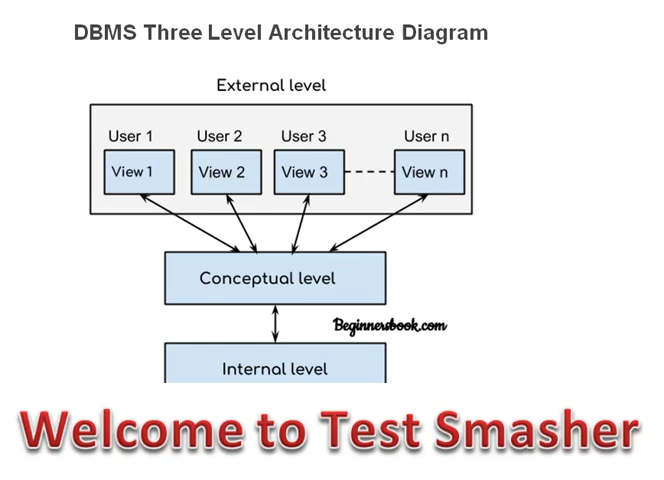 DBMS Three Level Architecture Diagram
External level
User 1 User 2 User 3 User n
View 1 View 2 View 3 View n
Conceptual level
Beginnersbook.com
Internal level
Welcome to Test Smasher